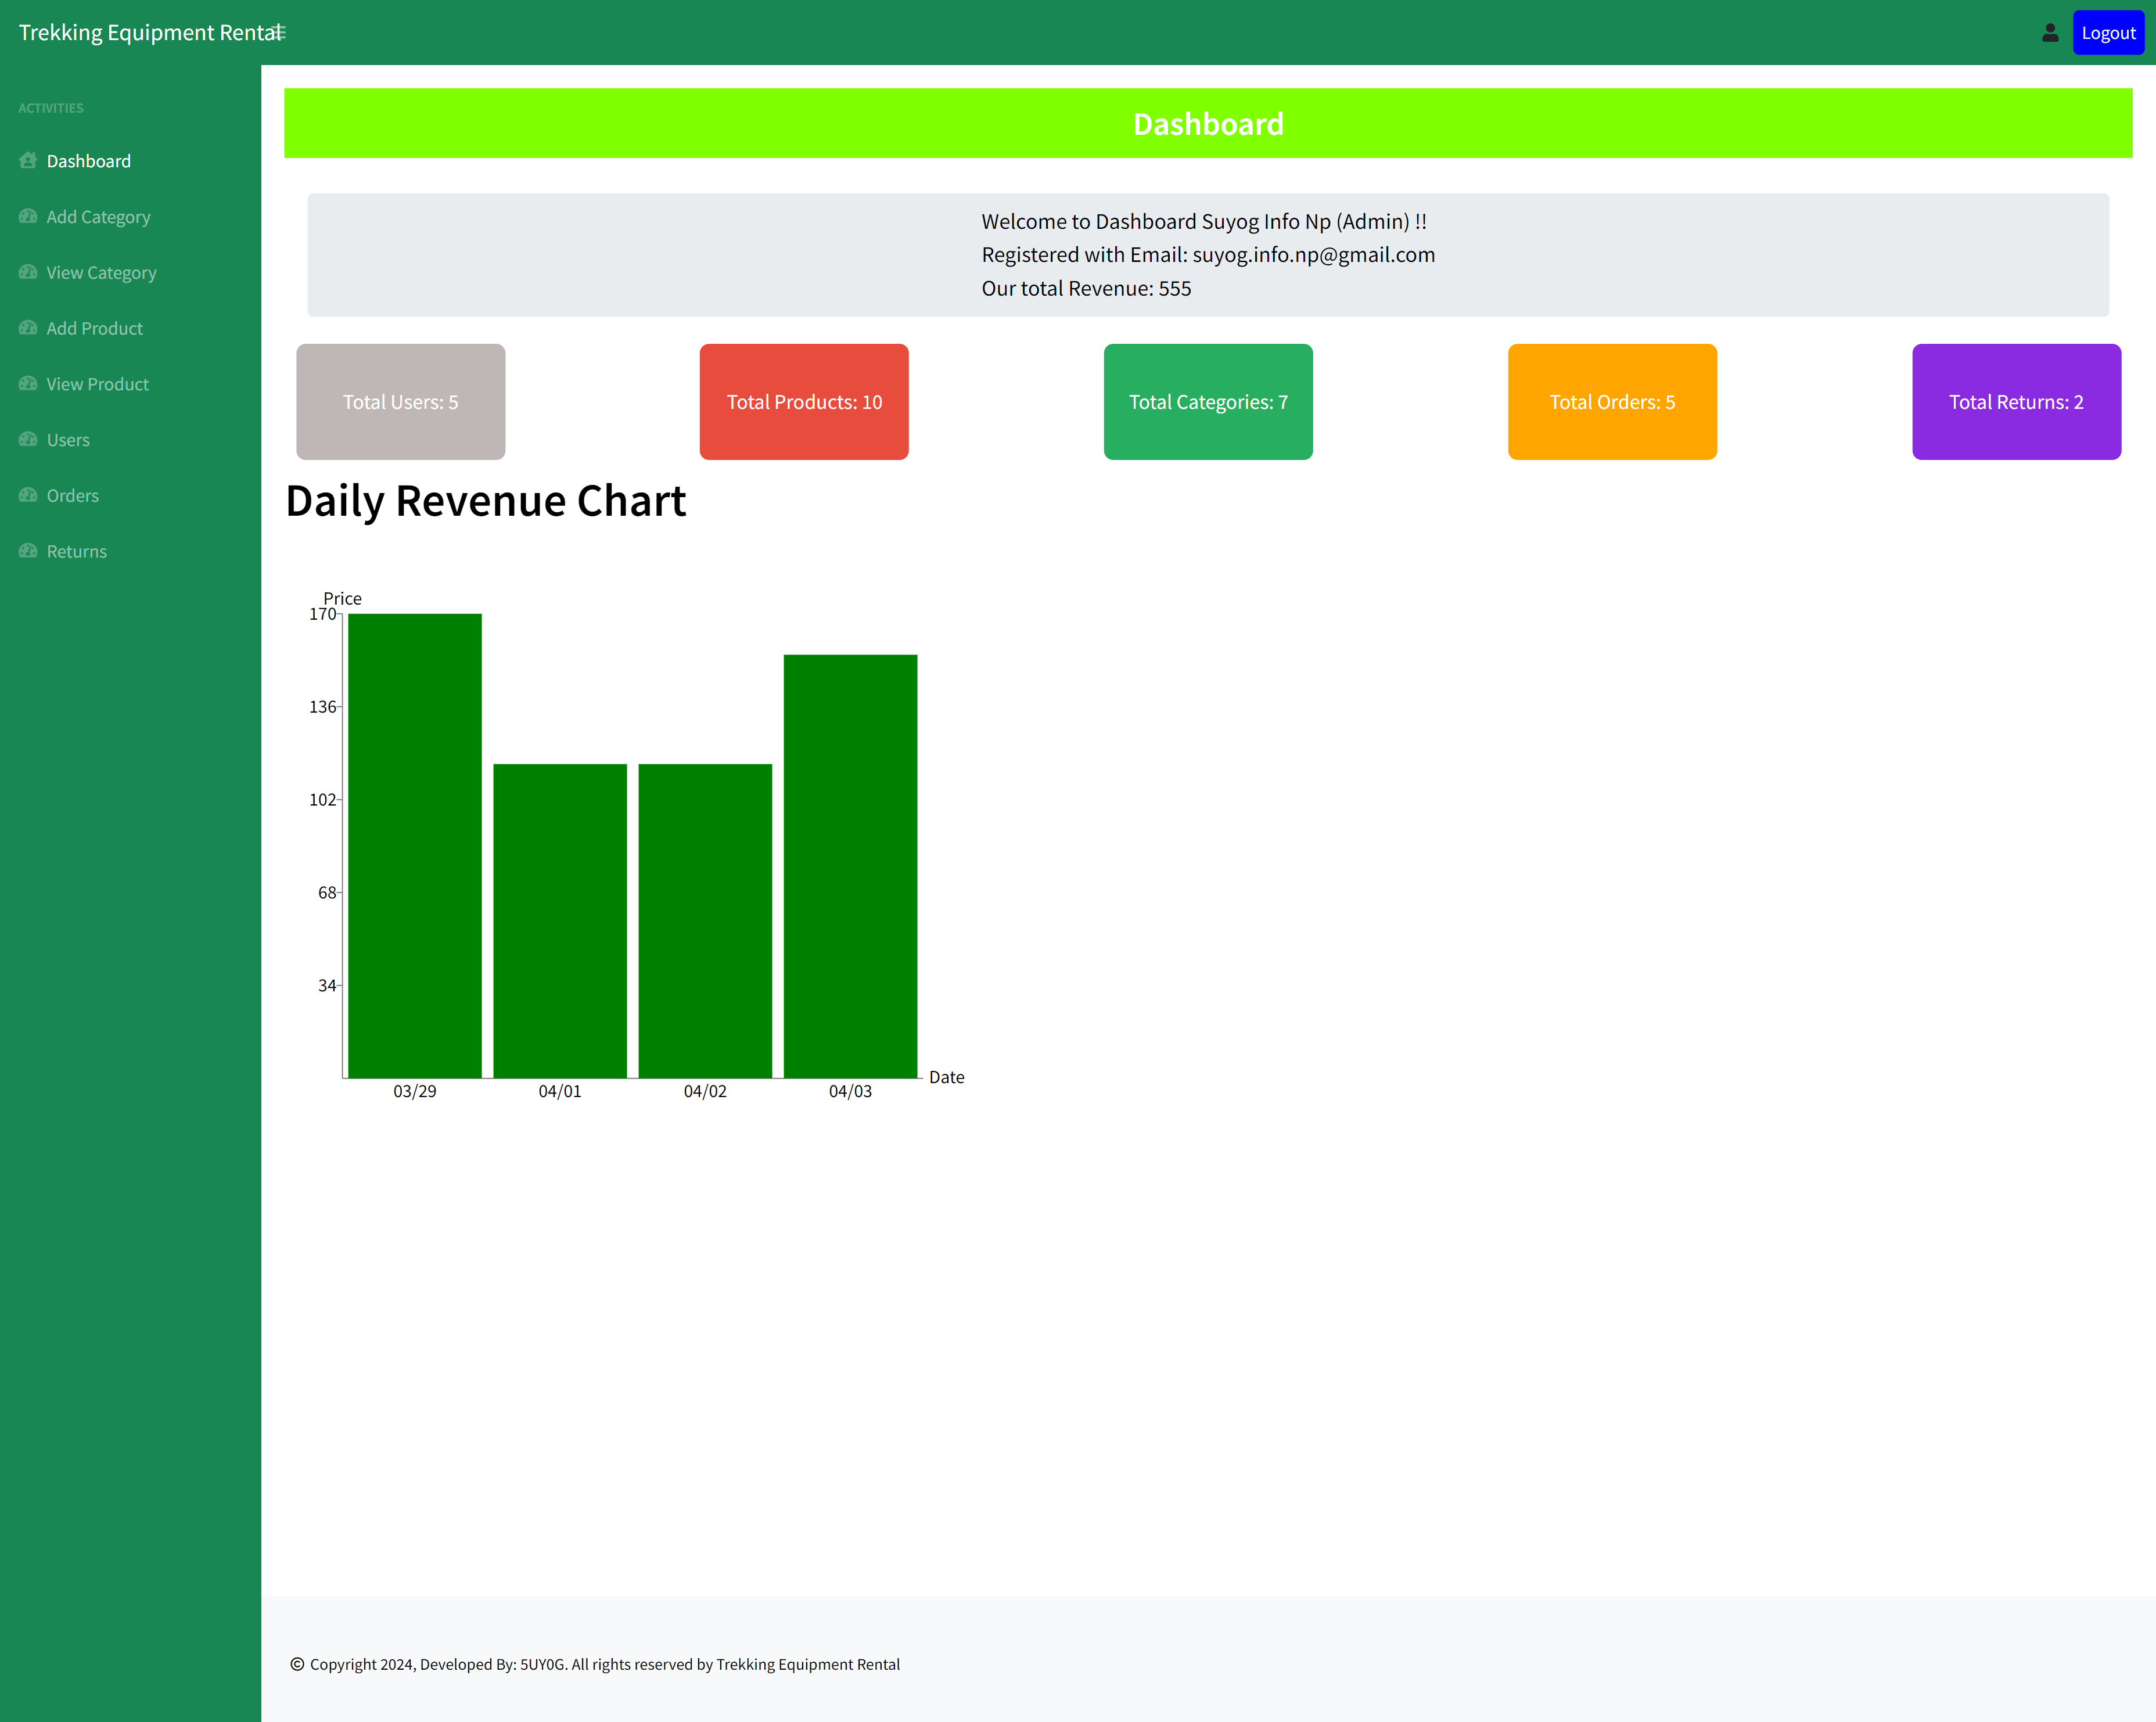 Trekking Equipment Rental
Logout
ACTIVITIES
Dashboard
Add Category
View Category
Add Product
View Product
Users
Orders
Returns
Dashboard
Welcome to Dashboard Suyog Info Np (Admin) !!
Registered with Email: suyog.info.np@gmail.com
Our total Revenue: 555
Total Users: 5
Total Products: 10
Total Categories: 7
Total Orders: 5
Total Returns: 2
Daily Revenue Chart
Price
170
136
102
68
34
03/29 04/01 04/02 04/03
Date
© Copyright 2024, Developed By: 5UY0G. All rights reserved by Trekking Equipment Rental